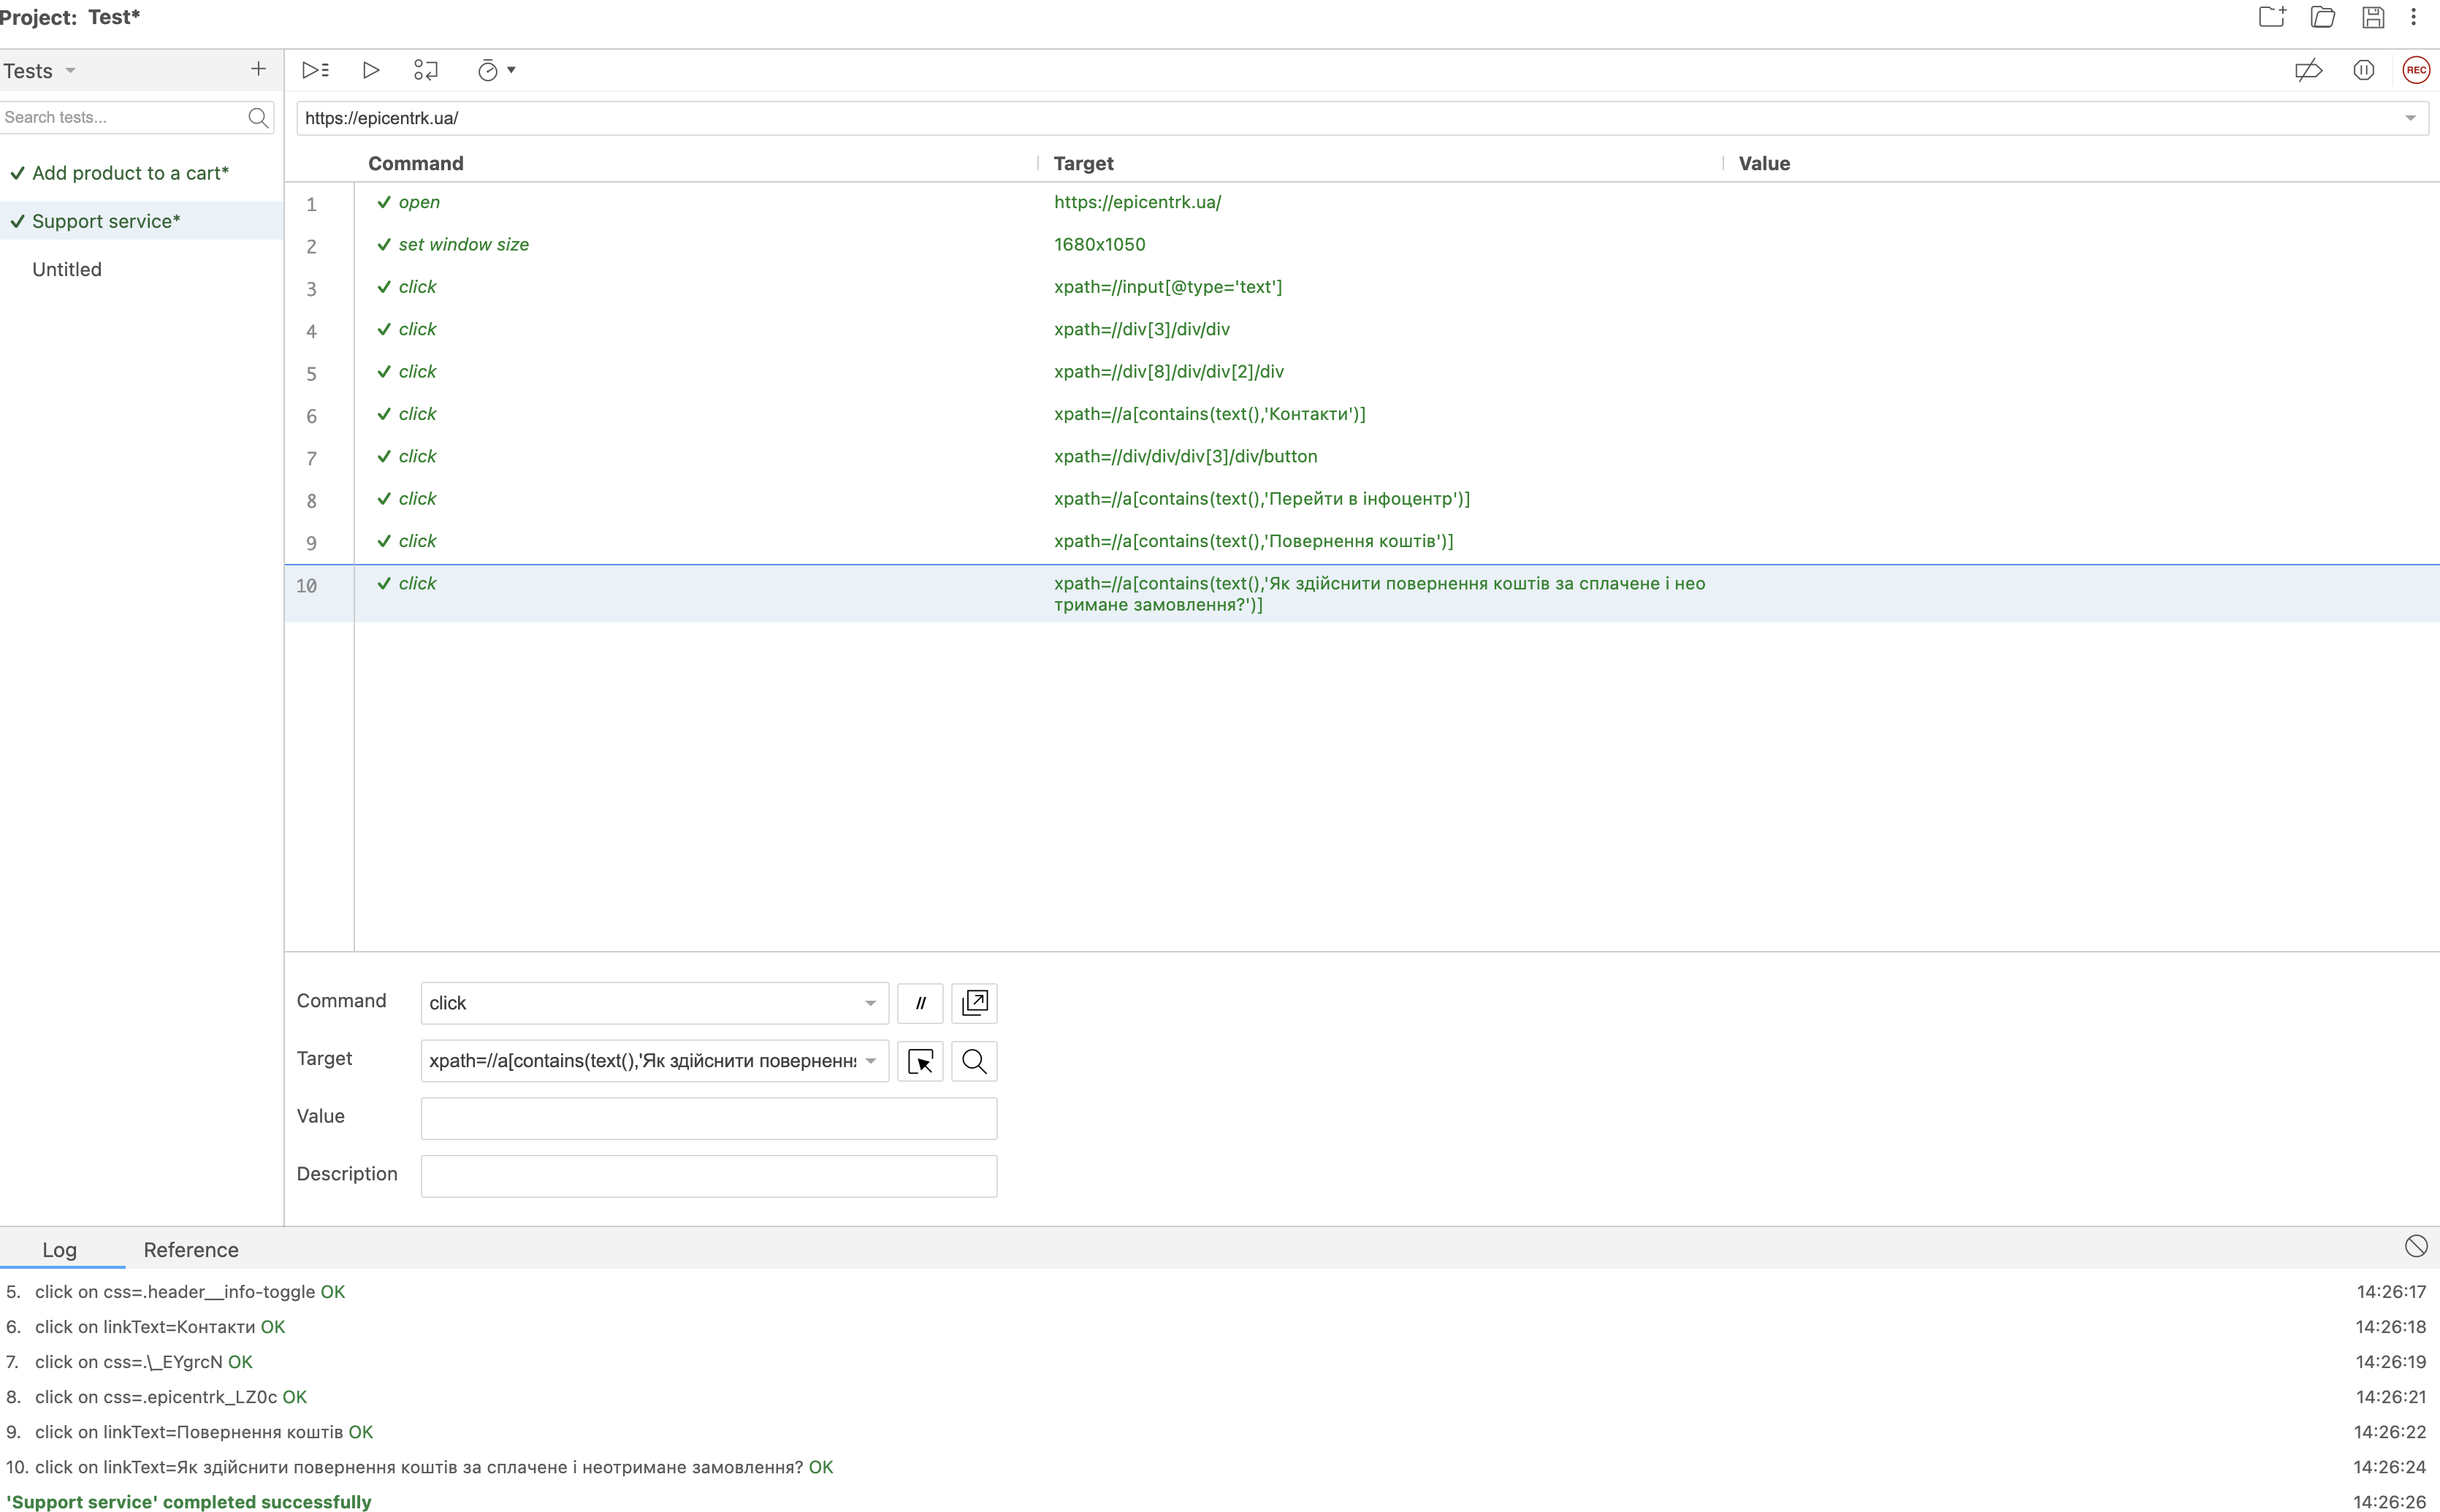 Project: Test*
Tests
Search tests...
✓ Add product to a cart*
✓ Support service*
Untitled
REC
https://epicentrk.ua/
Command Target Value
1 ✓ open https://epicentrk.ua/
2 ✓ set window size 1680x1050
3 ✓ click xpath=//input[@type='text']
4 ✓ click xpath=//div[3]/div/div
5 ✓ click xpath=//div[8]/div/div[2]/div
6 ✓ click xpath=//a[contains(text(),'Контакти')]
7 ✓ click xpath=//div/div/div[3]/div/button
8 ✓ click xpath=//a[contains(text(),'Перейти в інфоцентр')]
9 ✓ click xpath=//a[contains(text(),'Повернення коштів')]
10 ✓ click xpath=//a[contains(text(),'Як здійснити повернення коштів за сплачене і нео
тримане замовлення?')]
Command click //
Target xpath=//a[contains(text(),'Як здійснити повернення
Value
Description
Log Reference
5. click on css=.header__info-toggle OK 14:26:17
6. click on linkText=Контакти OK 14:26:18
7. click on css=.\_EYgrcN OK 14:26:19
8. click on css=.epicentrk_LZ0c OK 14:26:21
9. click on linkText=Повернення коштів OK 14:26:22
10. click on linkText=Як здійснити повернення коштів за сплачене і неотримане замовлення? OK 14:26:24
'Support service' completed successfully 14:26:26